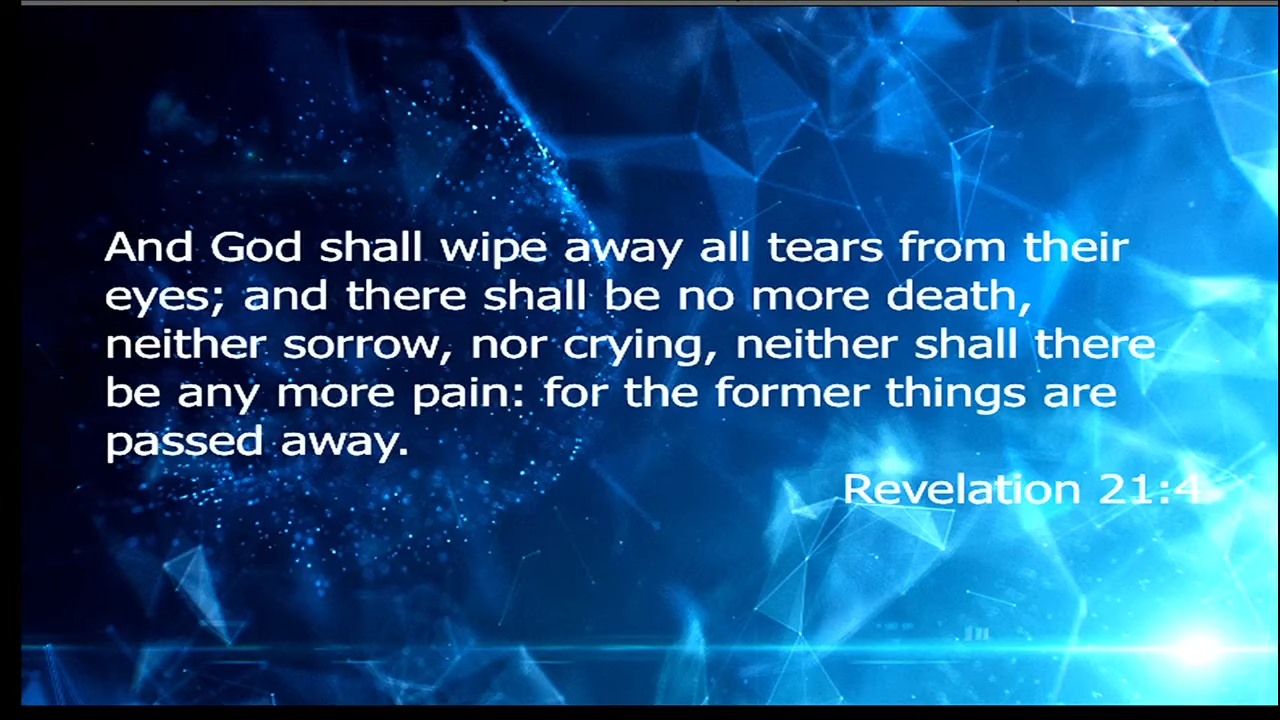 And God shall wipe away all tears from their
eyes; and there shall be no more death,
neither sorrow, nor crying, neither shall there
be any more pain: for the former things are
passed away.
Revelation 21:4